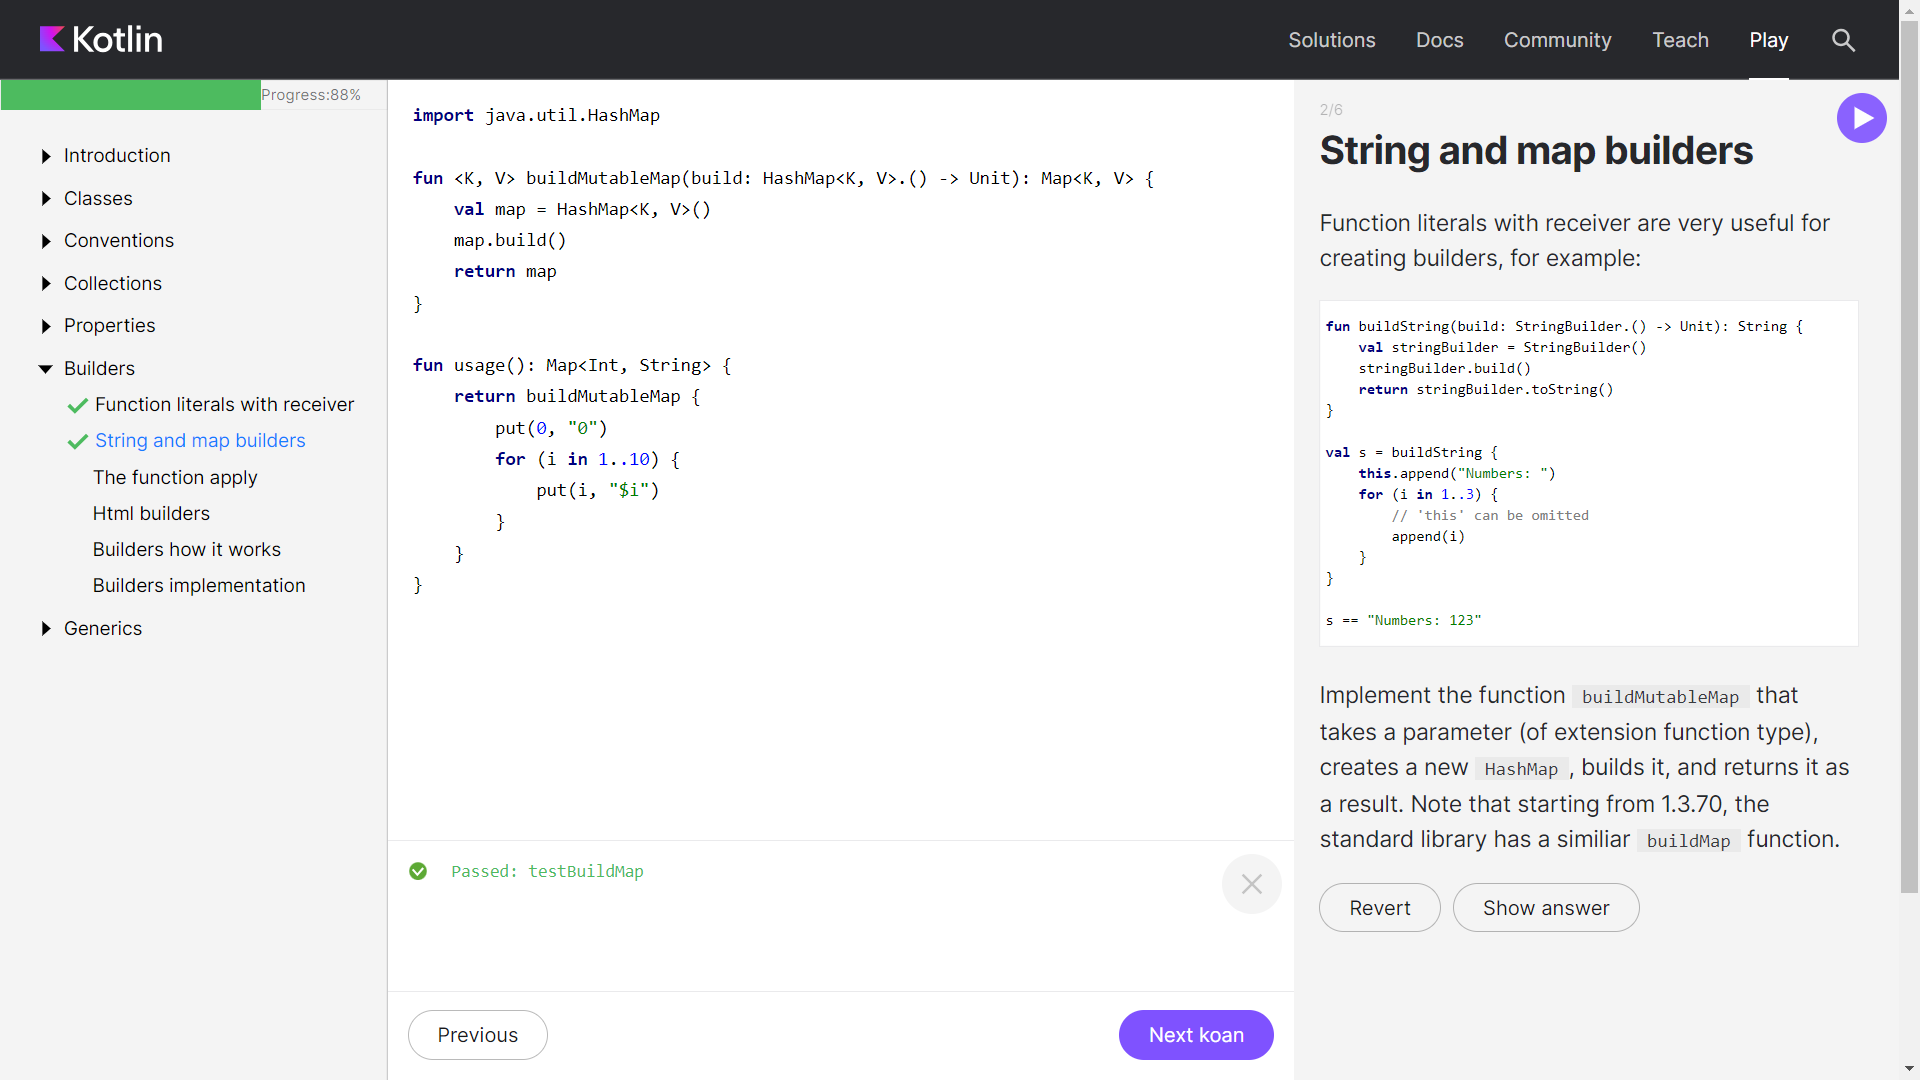 Kotlin
Solutions
Docs
Community
Teach
Play
Progress:88%
Introduction
Classes
Conventions
Collections
Properties
Builders
Function literals with receiver
String and map builders
The function apply
Html builders
Builders how it works
Builders implementation
Generics
import java.util.HashMap
fun <K, V> buildMutableMap(build: HashMap<K, V>.() -> Unit): Map<K, V> {
    val map = HashMap<K, V>()
    map.build()
    return map
}
fun usage(): Map<Int, String> {
    return buildMutableMap {
        put(0, "0")
        for (i in 1..10) {
            put(i, "$i")
        }
    }
}
Passed: testBuildMap
Previous
Next koan
2/6
String and map builders
Function literals with receiver are very useful for
creating builders, for example:
fun buildString(build: StringBuilder.() -> Unit): String {
    val stringBuilder = StringBuilder()
    stringBuilder.build()
    return stringBuilder.toString()
}
val s = buildString {
    this.append("Numbers: ")
    for (i in 1..3) {
        // 'this' can be omitted
        append(i)
    }
}
s == "Numbers: 123"
Implement the function buildMutableMap that
takes a parameter (of extension function type),
creates a new HashMap , builds it, and returns it as
a result. Note that starting from 1.3.70, the
standard library has a similiar buildMap function.
Revert
Show answer